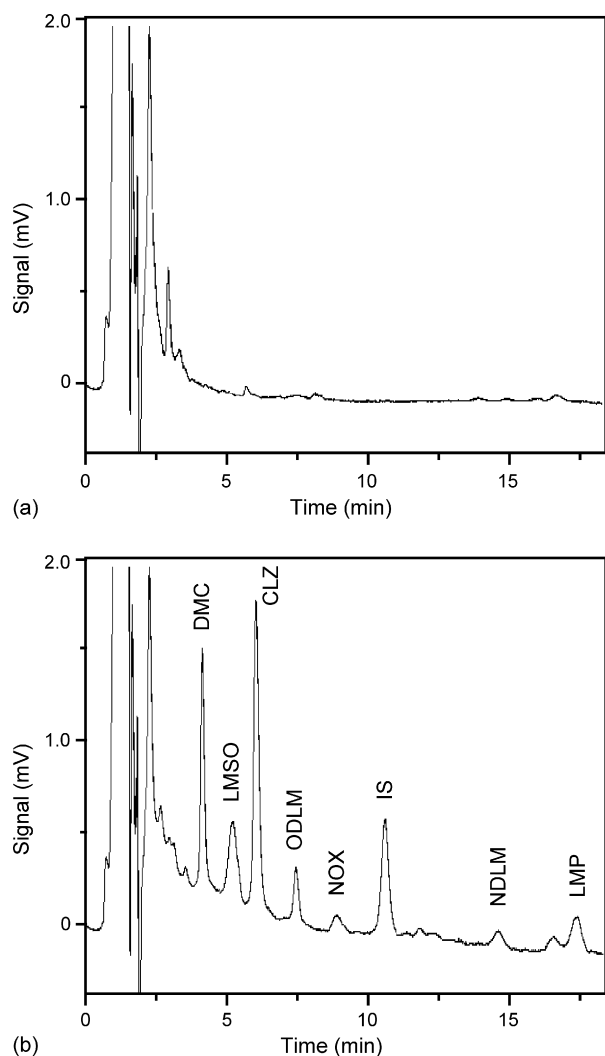 2.0
1.0
0
Signal (mV)
0 5 10 15
Time (min)
(a)
2.0
1.0
0
Signal (mV)
DMC
LMSO
CLZ
ODLM
NOX
IS
NDLM
LMP
0 5 10 15
Time (min)
(b)